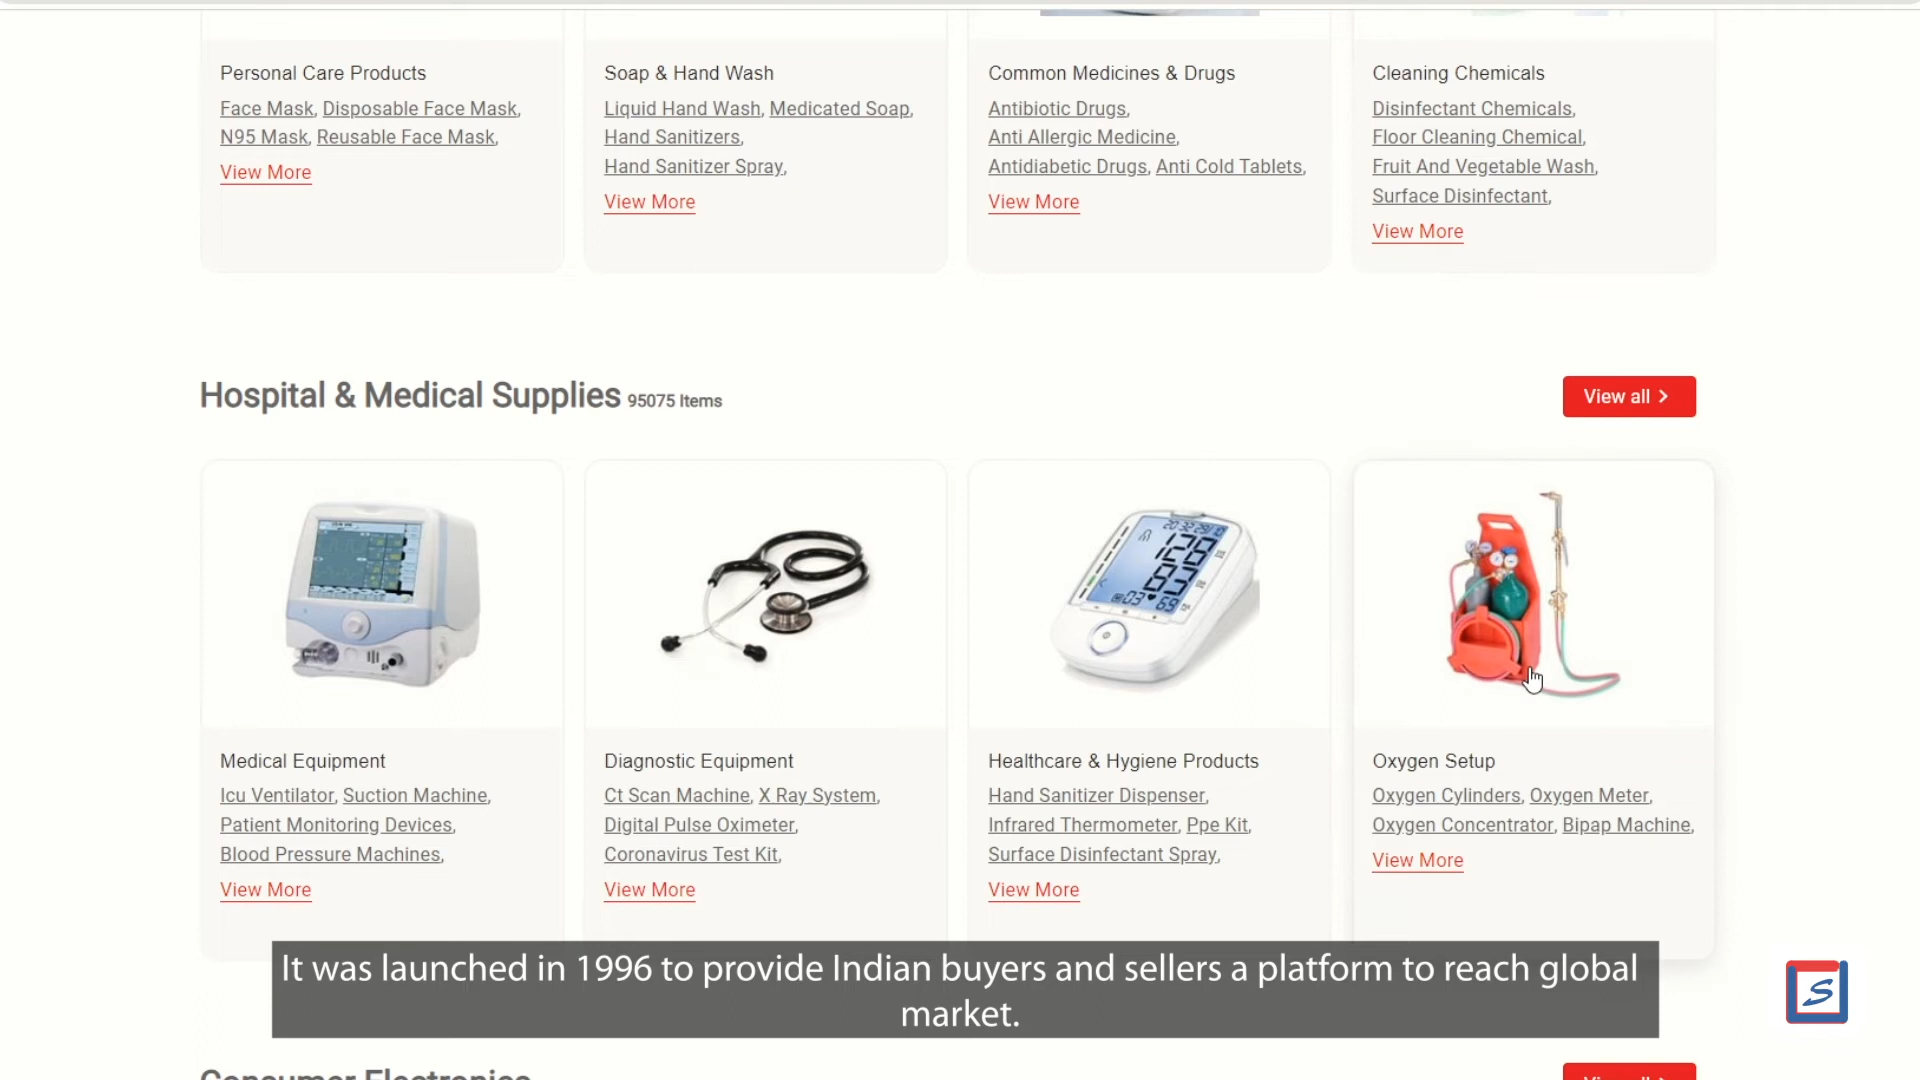 Personal Care Products
Face Mask, Disposable Face Mask,
N95 Mask, Reusable Face Mask,
View More
Soap & Hand Wash
Liquid Hand Wash, Medicated Soap,
Hand Sanitizers,
Hand Sanitizer Spray,
View More
Common Medicines & Drugs
Antibiotic Drugs,
Anti Allergic Medicine,
Antidiabetic Drugs, Anti Cold Tablets,
View More
Cleaning Chemicals
Disinfectant Chemicals,
Floor Cleaning Chemical,
Fruit And Vegetable Wash,
Surface Disinfectant,
View More
Hospital & Medical Supplies 95075 Items
View all >
Medical Equipment
Icu Ventilator, Suction Machine,
Patient Monitoring Devices,
Blood Pressure Machines,
View More
Diagnostic Equipment
Ct Scan Machine, X Ray System,
Digital Pulse Oximeter,
Coronavirus Test Kit,
View More
Healthcare & Hygiene Products
Hand Sanitizer Dispenser,
Infrared Thermometer, Ppe Kit,
Surface Disinfectant Spray,
View More
Oxygen Setup
Oxygen Cylinders, Oxygen Meter,
Oxygen Concentrator, Bipap Machine,
View More
It was launched in 1996 to provide Indian buyers and sellers a platform to reach global
market.
S
Consumer Electronics
View all >